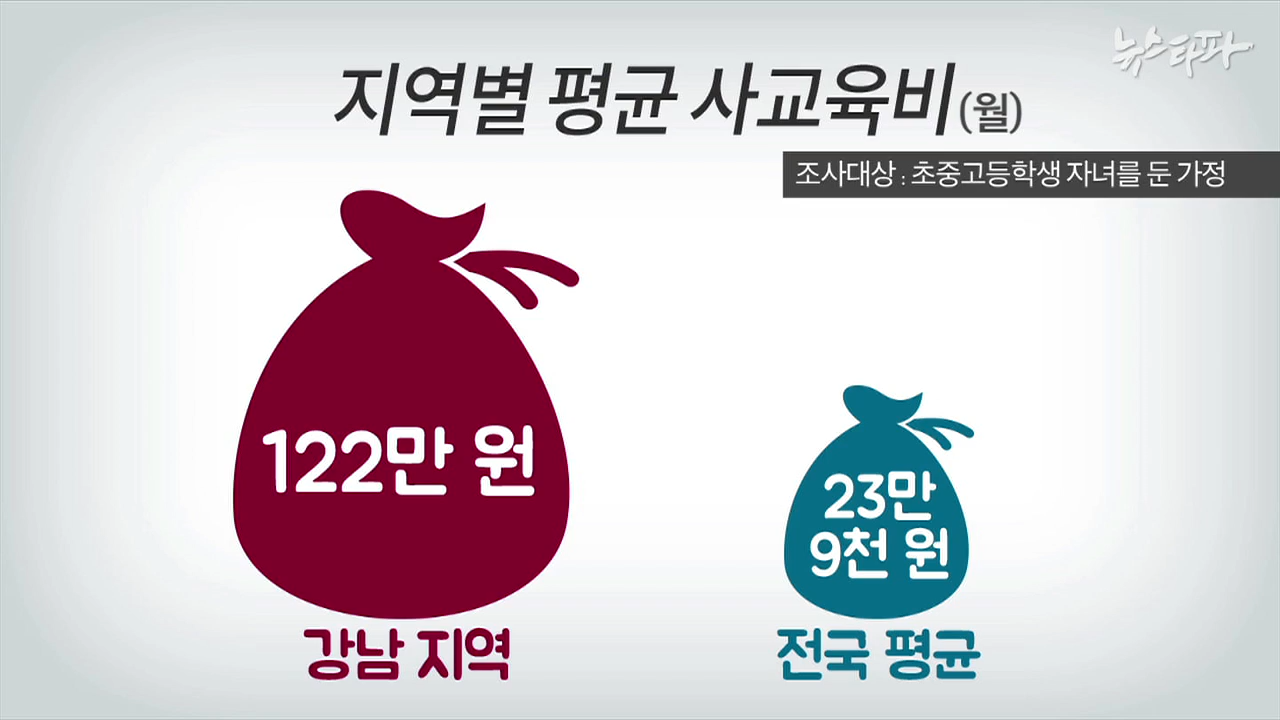 뉴스타파
지역별 평균 사교육비(월)
조사대상 : 초중고등학생 자녀를 둔 가정
122만 원
강남 지역
23만
9천 원
전국 평균